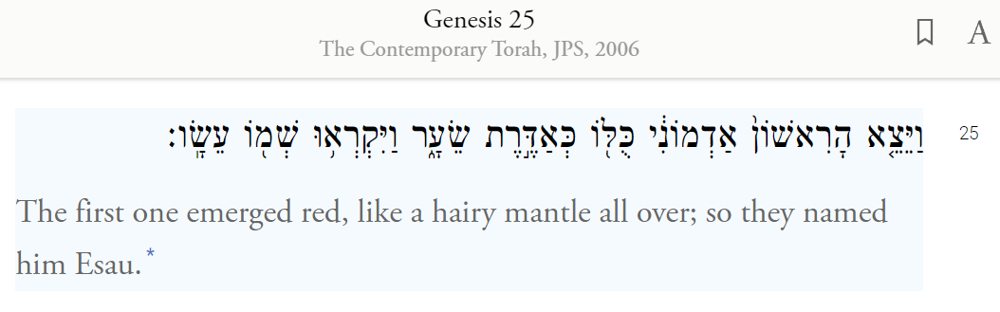 Genesis 25
The Contemporary Torah, JPS, 2006
A
25
וַיֵּצֵ֤א הָרִאשׁוֹן֙ אַדְמוֹנִ֔י כֻּלּ֖וֹ כְּאַדֶּ֣רֶת שֵׂעָ֑ר וַיִּקְרְא֥וּ שְׁמ֖וֹ עֵשָֽׂו׃
The first one emerged red, like a hairy mantle all over; so they named
him Esau.*